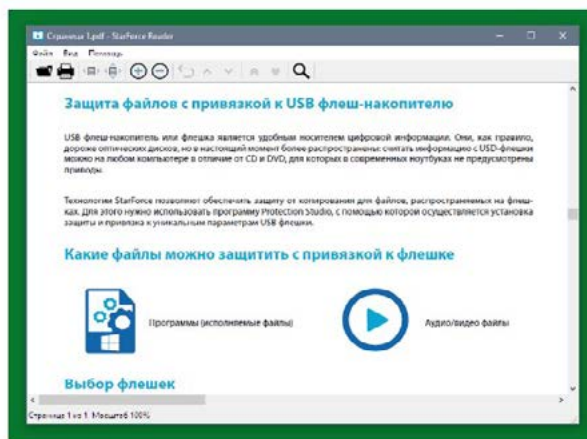 Страница 1.pdf - StarForce Reader
Файл Вид Помощь
Защита файлов с привязкой к USB флеш-накопителю
USB флеш-накопитель или флешка является удобным носителем цифровой информации. Они, как правило,
дороже оптических дисков, но в настоящий момент более распространены: считать информацию с USD-флешки
можно на любом компьютере в отличие от CD и DVD, для которых в современных ноутбуках не предусмотрены
приводы.
Технологии StarForce позволяют обеспечить защиту от копирования для файлов, распространяемых на флеш-
ках. Для этого нужно использовать программу Protection Studio, с помощью которой осуществляется установка
защиты и привязка к уникальным параметрам USB флешки.
Какие файлы можно защитить с привязкой к флешке
Программы (исполняемые файлы)
Аудио/видео файлы
Выбор флешек
Страница 1 из 1 Масштаб 100%